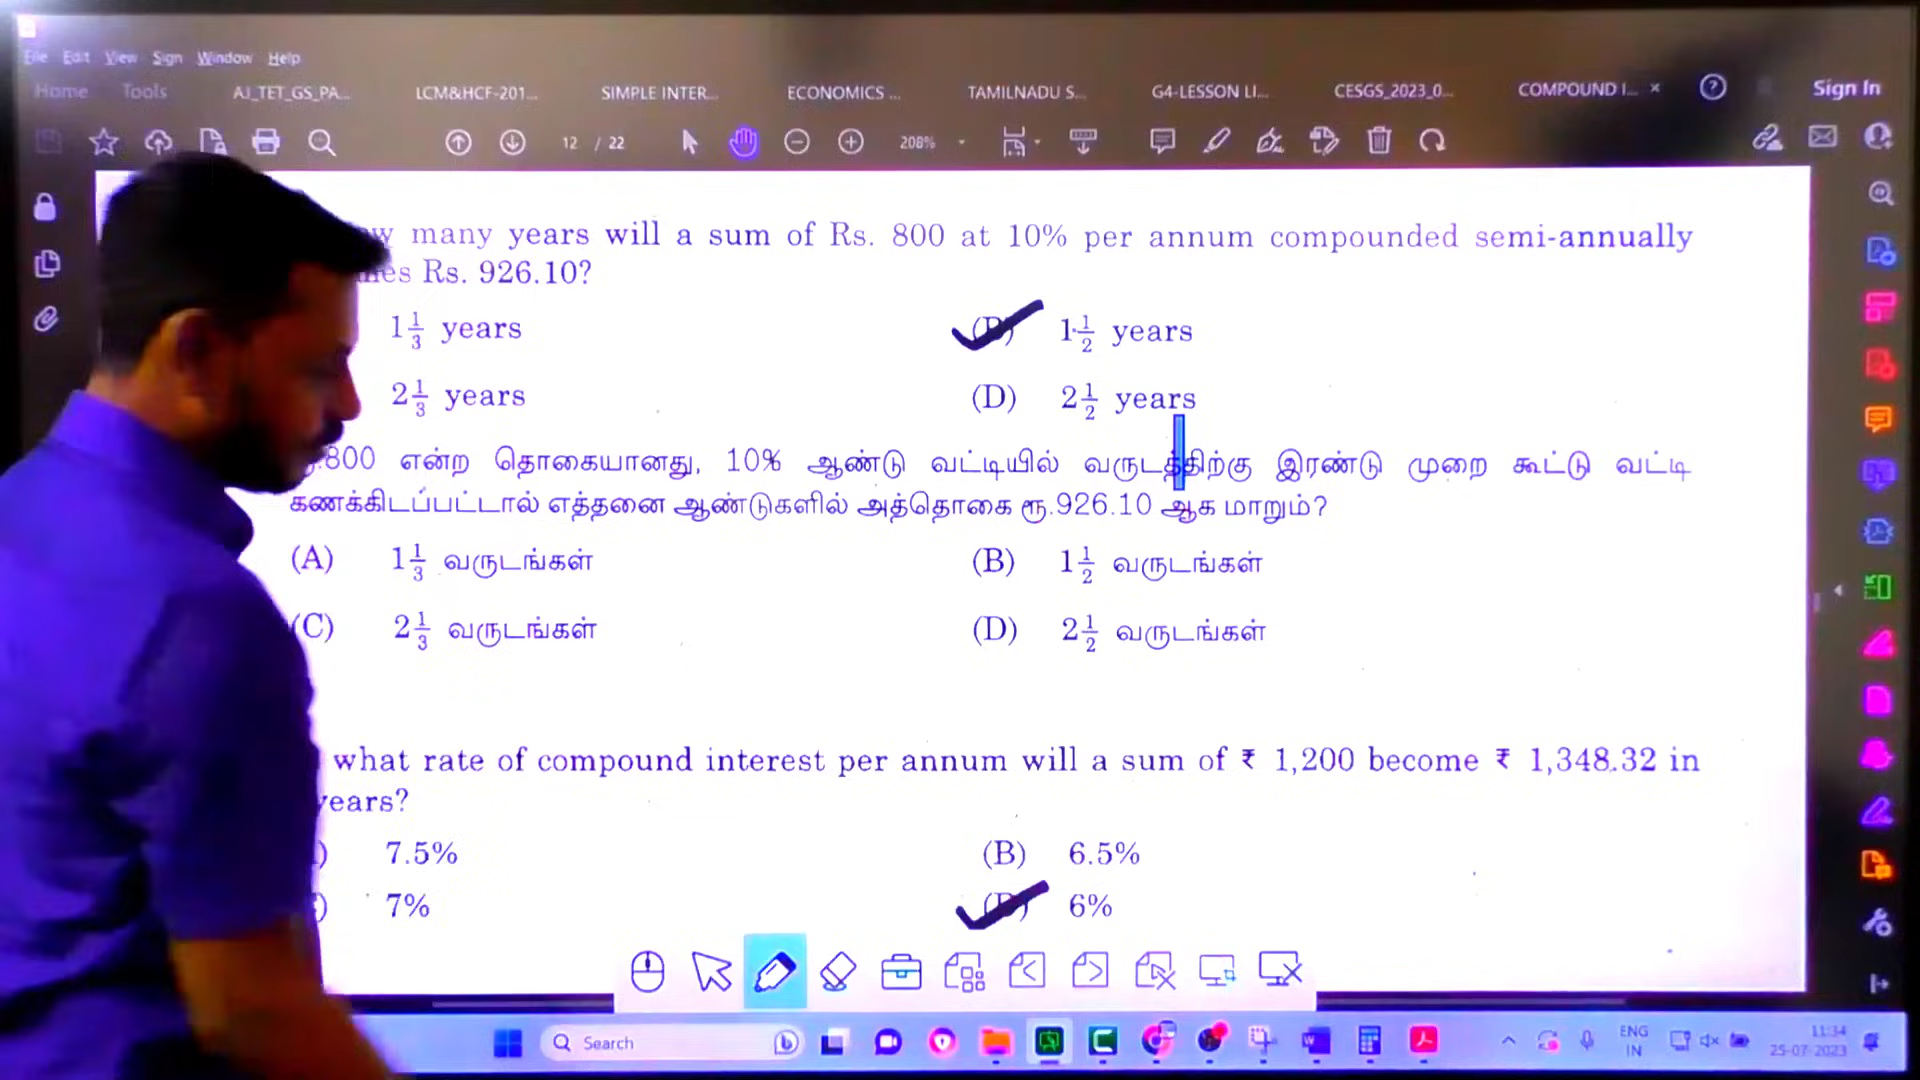 File Edit View Sign Window Help
Home Tools AJ_TET_GS_PA... LCM&HCF-201... SIMPLE INTER... ECONOMICS ... TAMILNADU S... G4-LESSON LI... CESGS_2023_0... COMPOUND I... Sign In
12 / 22 208%
many years will a sum of Rs. 800 at 10% per annum compounded semi-annually
Rs. 926.10?
1 1/3 years (B) 1 1/2 years
2 1/3 years (D) 2 1/2 years
800 என்ற தொகையானது, 10% ஆண்டு வட்டியில் வருடத்திற்கு இரண்டு முறை கூட்டு வட்டி
கணக்கிடப்பட்டால் எத்தனை ஆண்டுகளில் அத்தொகை ரூ.926.10 ஆக மாறும்?
(A) 1 1/3 வருடங்கள் (B) 1 1/2 வருடங்கள்
(C) 2 1/3 வருடங்கள் (D) 2 1/2 வருடங்கள்
what rate of compound interest per annum will a sum of ₹ 1,200 become ₹ 1,348.32 in
years?
7.5% (B) 6.5%
7% (D) 6%
Search ENG 11:34
IN 25-07-2023